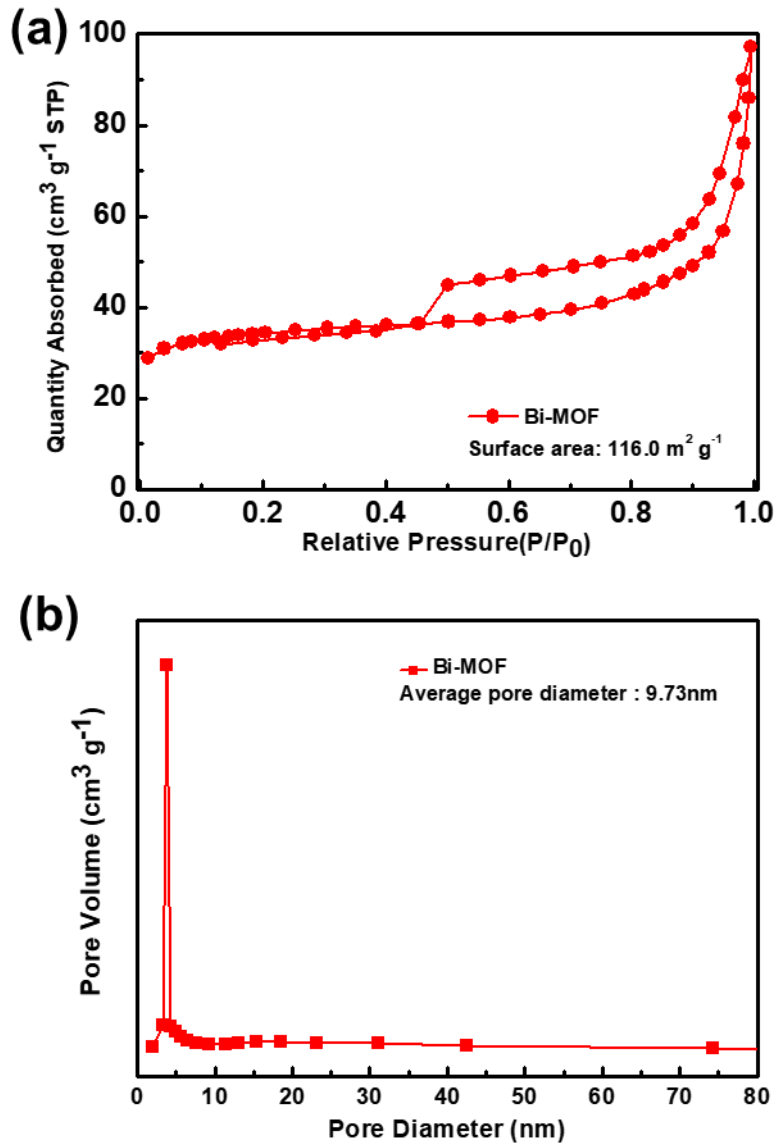 (a)
100
80
60
40
20
0
Quantity Absorbed (cm³ g⁻¹ STP)
Bi-MOF
Surface area: 116.0 m² g⁻¹
0.0 0.2 0.4 0.6 0.8 1.0
Relative Pressure(P/P₀)
(b)
Pore Volume (cm³ g⁻¹)
Bi-MOF
Average pore diameter : 9.73nm
0 10 20 30 40 50 60 70 80
Pore Diameter (nm)